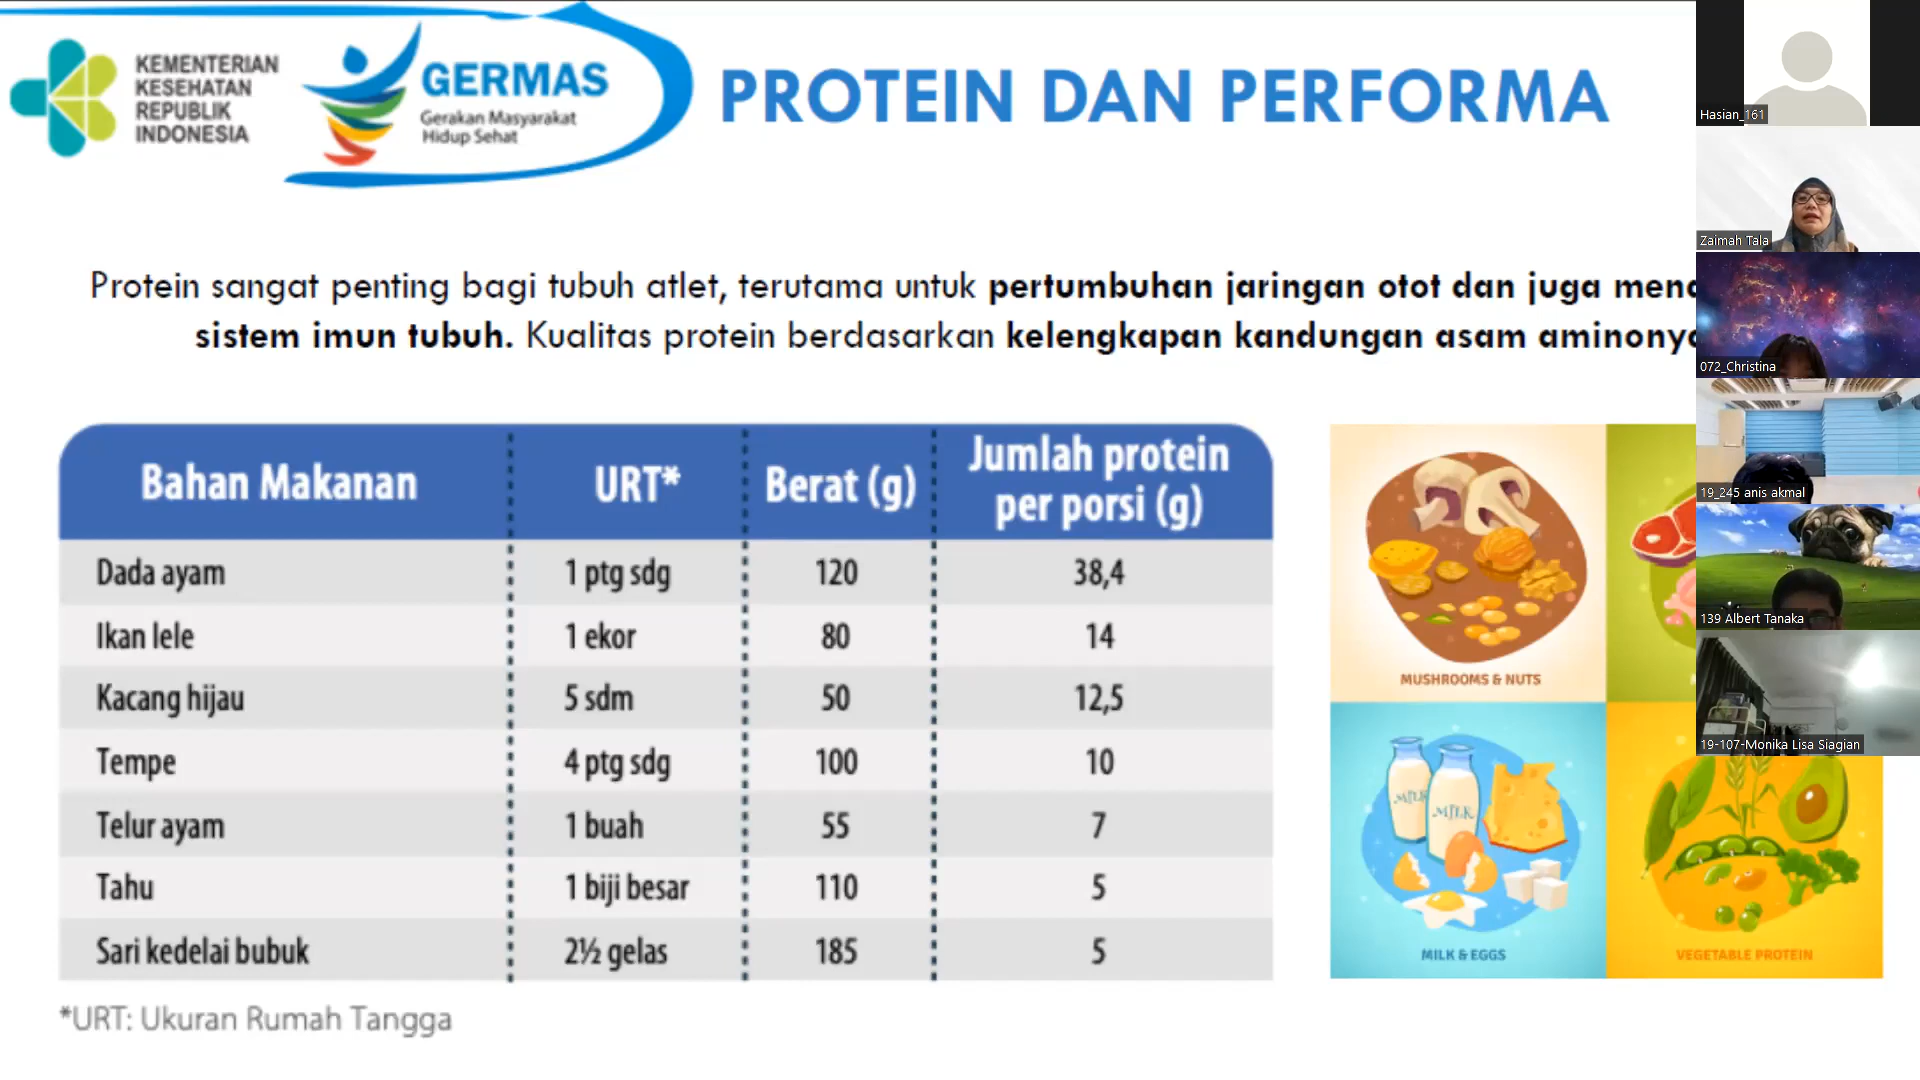 KEMENTERIAN
KESEHATAN
REPUBLIK
INDONESIA
GERMAS
Gerakan Masyarakat
Hidup Sehat
PROTEIN DAN PERFORMA
Protein sangat penting bagi tubuh atlet, terutama untuk pertumbuhan jaringan otot dan juga
sistem imun tubuh. Kualitas protein berdasarkan kelengkapan kandungan asam
Bahan Makanan URT* Berat (g) Jumlah protein per porsi (g)
Dada ayam 1 ptg sdg 120 38,4
Ikan lele 1 ekor 80 14
Kacang hijau 5 sdm 50 12,5
Tempe 4 ptg sdg 100 10
Telur ayam 1 buah 55 7
Tahu 1 biji besar 110 5
Sari kedelai bubuk 2½ gelas 185 5
*URT: Ukuran Rumah Tangga
MUSHROOMS & NUTS
MILK
MILK
MILK & EGGS
VEGETABLE PROTEIN
Hasian_161
Zaimah Tala
072_Christina
19_245 anis akmal
139 Albert Tanaka
19-107-Monika Lisa Siagian